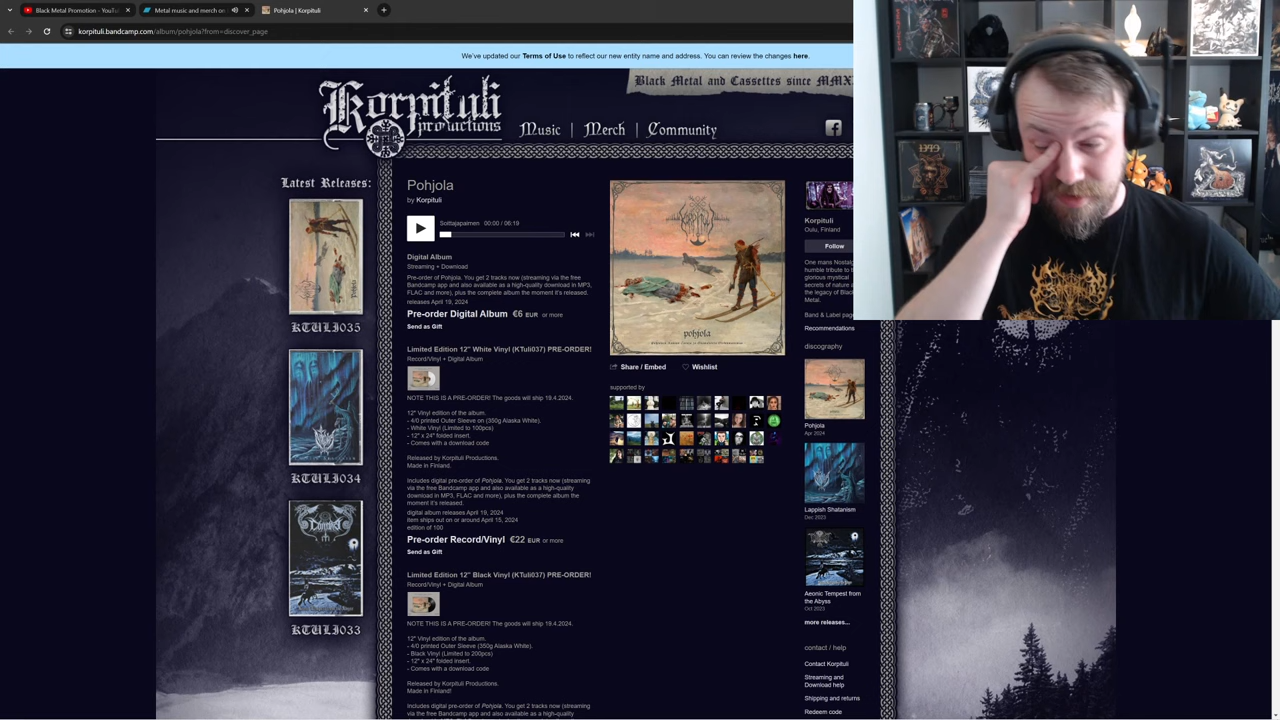 Black Metal Promotion - YouTu
Metal music and merch on
Pohjola | Korpituli
korpituli.bandcamp.com/album/pohjola?from=discover_page
We've updated our Terms of Use to reflect our new entity name and address. You can review the changes here.
Korpituli
productions
Black Metal and Cassettes since MMX
Music | Merch | Community
Latest Releases:
KTULI035
KTULI034
KTULI033
Pohjola
by Korpituli
00:00 / 06:19
Digital Album
Streaming + Download
Pre-order of Pohjola. You get 2 tracks now (streaming via the free
Bandcamp app and also available as a high-quality download in MP3,
FLAC and more), plus the complete album the moment it's released.
releases April 19, 2024
Pre-order Digital Album €6 EUR or more
Send as Gift
Limited Edition 12" White Vinyl (KTuli037) PRE-ORDER!
Record/Vinyl + Digital Album
NOTE THIS IS A PRE-ORDER! The goods will ship 19.4.2024.
12" Vinyl edition of the album.
- 4/0 printed Outer Sleeve on (350g Alaska White).
- White Vinyl (Limited to 100pcs)
- 12" x 24" folded insert.
- Comes with a download code
Released by Korpituli Productions.
Made in Finland.
Includes digital pre-order of Pohjola. You get 2 tracks now (streaming
via the free Bandcamp app and also available as a high-quality
download in MP3, FLAC and more), plus the complete album the
moment it's released.
digital album releases April 19, 2024
item ships out on or around April 15, 2024
edition of 100
Pre-order Record/Vinyl €22 EUR or more
Send as Gift
Limited Edition 12" Black Vinyl (KTuli037) PRE-ORDER!
Record/Vinyl + Digital Album
NOTE THIS IS A PRE-ORDER! The goods will ship 19.4.2024.
12" Vinyl edition of the album.
- 4/0 printed Outer Sleeve (350g Alaska White).
- Black Vinyl (Limited to 200pcs)
- 12" x 24" folded insert.
- Comes with a download code
Released by Korpituli Productions.
Made in Finland!
Includes digital pre-order of Pohjola. You get 2 tracks now (streaming
via the free Bandcamp app and also available as a high-quality
pohjola
Share / Embed
Wishlist
supported by
Korpituli
Oulu, Finland
Follow
One mans Nostal
humble tribute to t
glorious mystical
secrets of nature a
the legacy of Blac
Metal.
Band & Label pag
Recommendations
discography
Pohjola
Apr 2024
Lappish Shatanism
Dec 2023
Aeonic Tempest from
the Abyss
Oct 2023
more releases...
contact / help
Contact Korpituli
Streaming and
Download help
Shipping and returns
Redeem code
1349